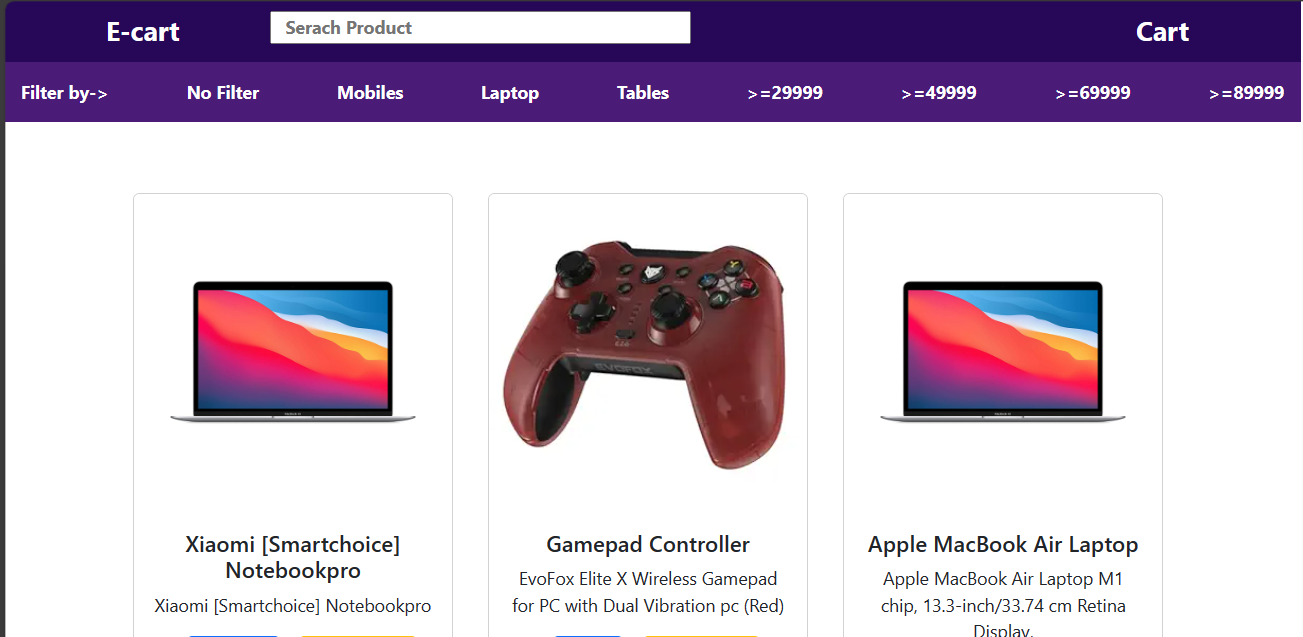 E-cart
Serach Product
Cart
Filter by->
No Filter
Mobiles
Laptop
Tables
>=29999
>=49999
>=69999
>=89999
EVOFOX
Xiaomi [Smartchoice]
Notebookpro
Xiaomi [Smartchoice] Notebookpro
Gamepad Controller
EvoFox Elite X Wireless Gamepad
for PC with Dual Vibration pc (Red)
Apple MacBook Air Laptop
Apple MacBook Air Laptop M1
chip, 13.3-inch/33.74 cm Retina
Display,